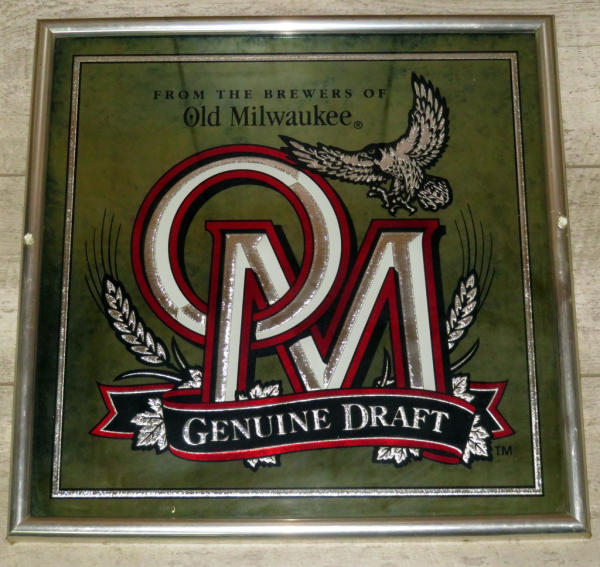 FROM THE BREWERS OF
Old Milwaukee®
OM
GENUINE DRAFT
TM